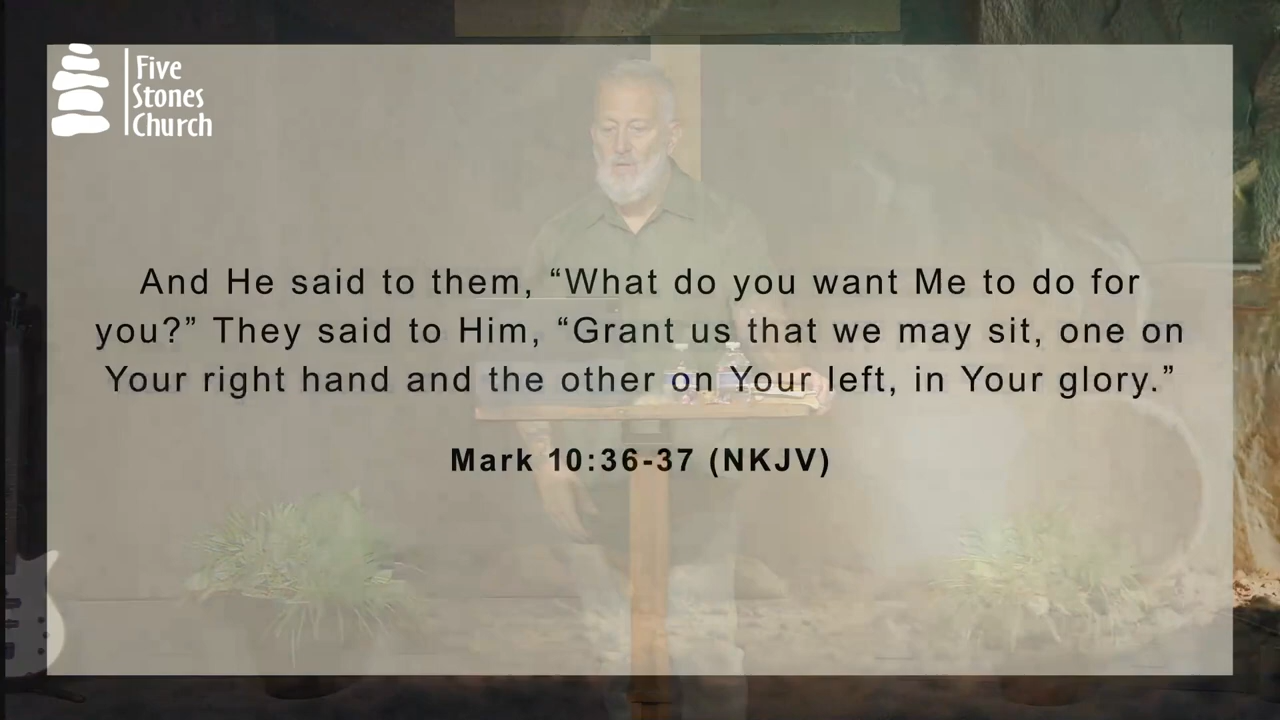 Five
Stones
Church
And He said to them, “What do you want Me to do for
you?” They said to Him, “Grant us that we may sit, one on
Your right hand and the other on Your left, in Your glory.”
Mark 10:36-37 (NKJV)